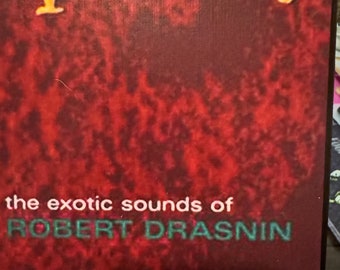 the exotic sounds of
ROBERT DRASNIN